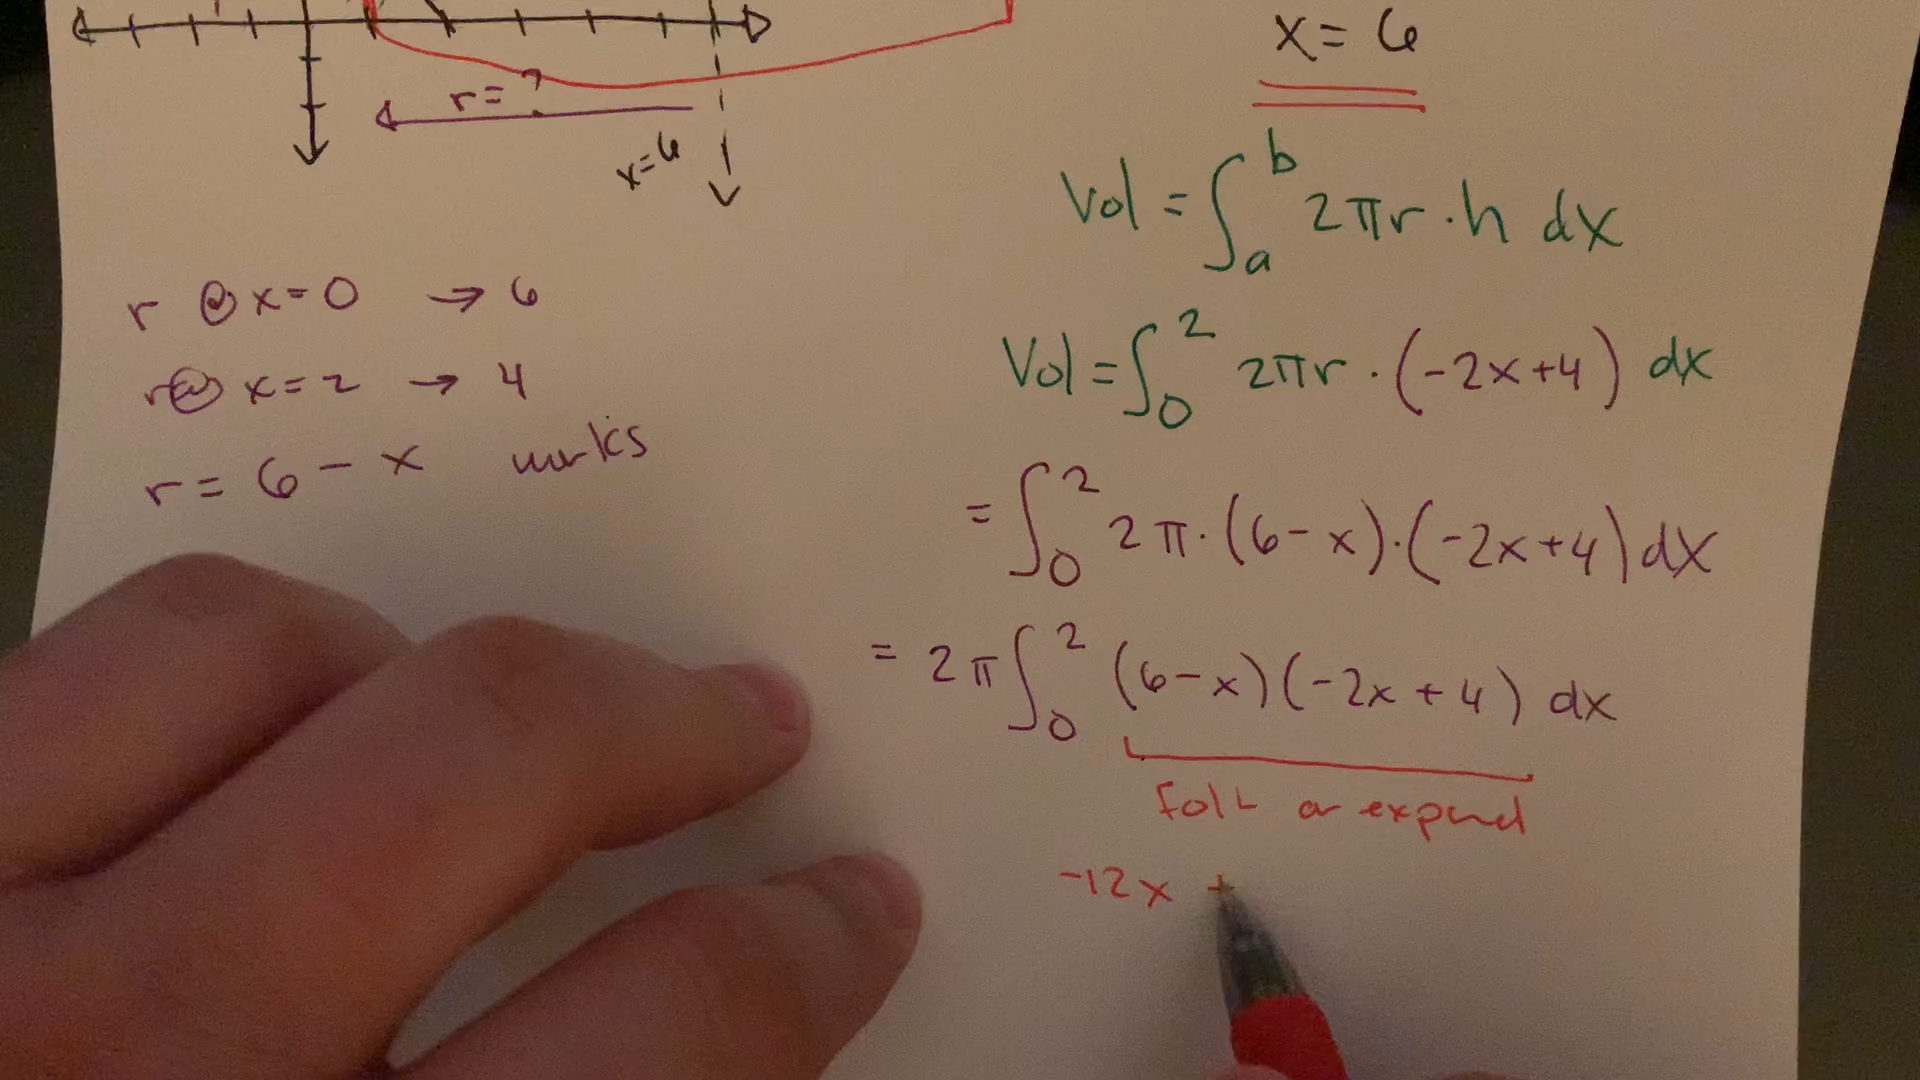 x = 6
r = ?
x=6
Vol = ∫_a^b 2πr · h dx
r @ x = 0 → 6
r @ x = 2 → 4
r = 6 - x works
Vol = ∫_0^2 2πr · (-2x+4) dx
= ∫_0^2 2π · (6-x) · (-2x+4) dx
= 2π ∫_0^2 (6-x)(-2x+4) dx
foil or expand
-12x +